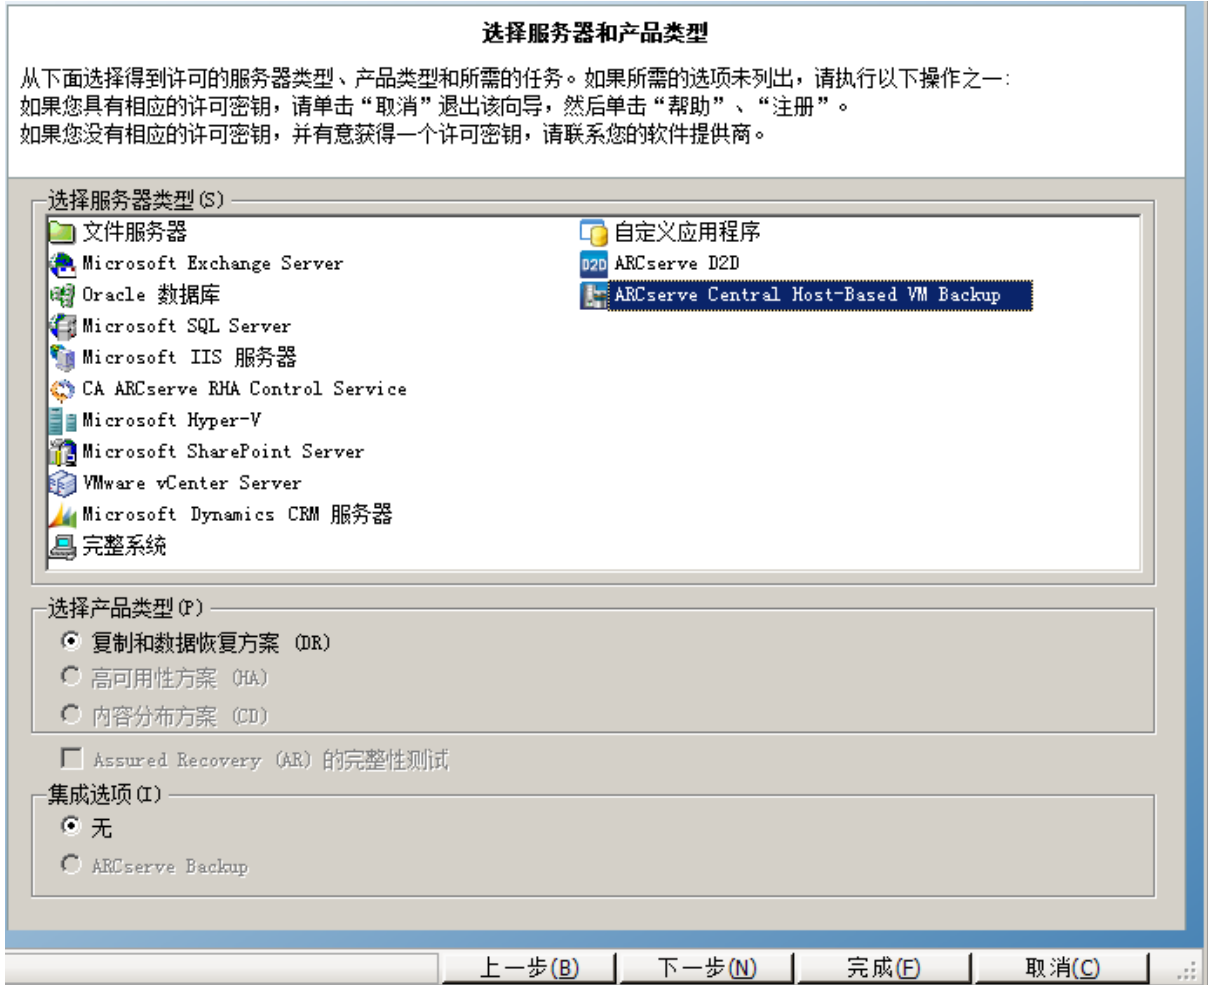 选择服务器和产品类型
从下面选择得到许可的服务器类型、产品类型和所需的任务。如果所需的选项未列出，请执行以下操作之一:
如果您具有相应的许可密钥，请单击“取消”退出该向导，然后单击“帮助”、“注册”。
如果您没有相应的许可密钥，并有意获得一个许可密钥，请联系您的软件提供商。
选择服务器类型(S)
文件服务器
Microsoft Exchange Server
Oracle 数据库
Microsoft SQL Server
Microsoft IIS 服务器
CA ARCserve RHA Control Service
Microsoft Hyper-V
Microsoft SharePoint Server
VMware vCenter Server
Microsoft Dynamics CRM 服务器
完整系统
自定义应用程序
D2D ARCserve D2D
ARCserve Central Host-Based VM Backup
选择产品类型(P)
复制和数据恢复方案 (DR)
高可用性方案 (HA)
内容分布方案 (CD)
Assured Recovery (AR) 的完整性测试
集成选项(I)
无
ARCserve Backup
上一步(B) 下一步(N) 完成(F) 取消(C)